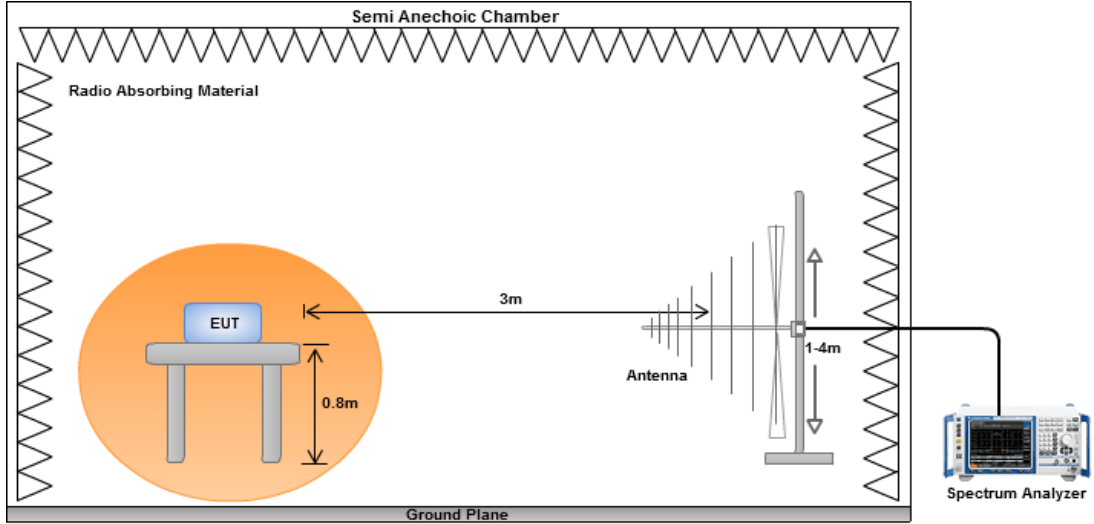 Semi Anechoic Chamber
Radio Absorbing Material
3m
EUT
1-4m
Antenna
0.8m
Spectrum Analyzer
Ground Plane